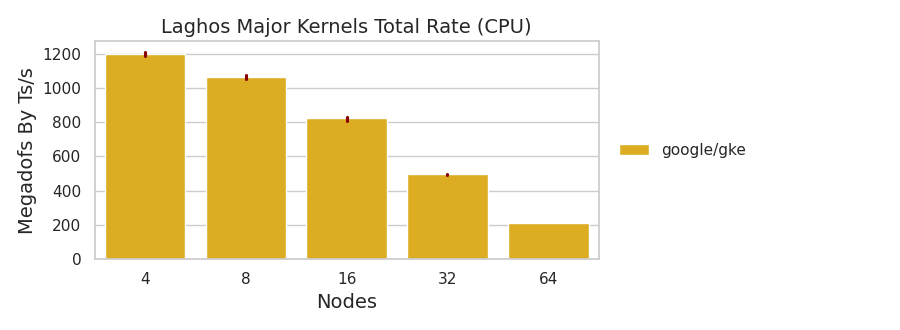 Laghos Major Kernels Total Rate (CPU)
Megadofs By Ts/s
1200
1000
800
600
400
200
0
4 8 16 32 64
Nodes
google/gke